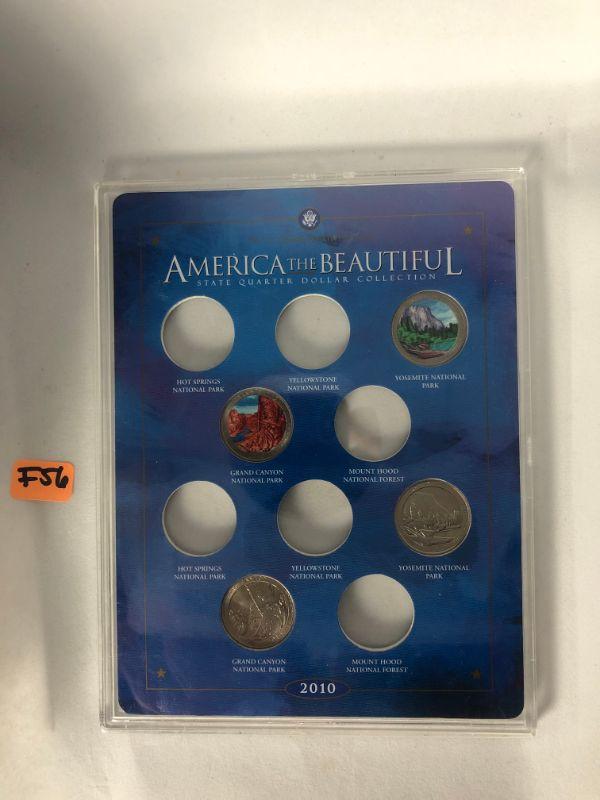 AMERICA THE BEAUTIFUL
STATE QUARTER DOLLAR COLLECTION
HOT SPRINGS
NATIONAL PARK
YELLOWSTONE
NATIONAL PARK
YOSEMITE NATIONAL
PARK
GRAND CANYON
NATIONAL PARK
MOUNT HOOD
NATIONAL FOREST
F56
HOT SPRINGS
NATIONAL PARK
YELLOWSTONE
NATIONAL PARK
YOSEMITE NATIONAL
PARK
GRAND CANYON
NATIONAL PARK
MOUNT HOOD
NATIONAL FOREST
2010